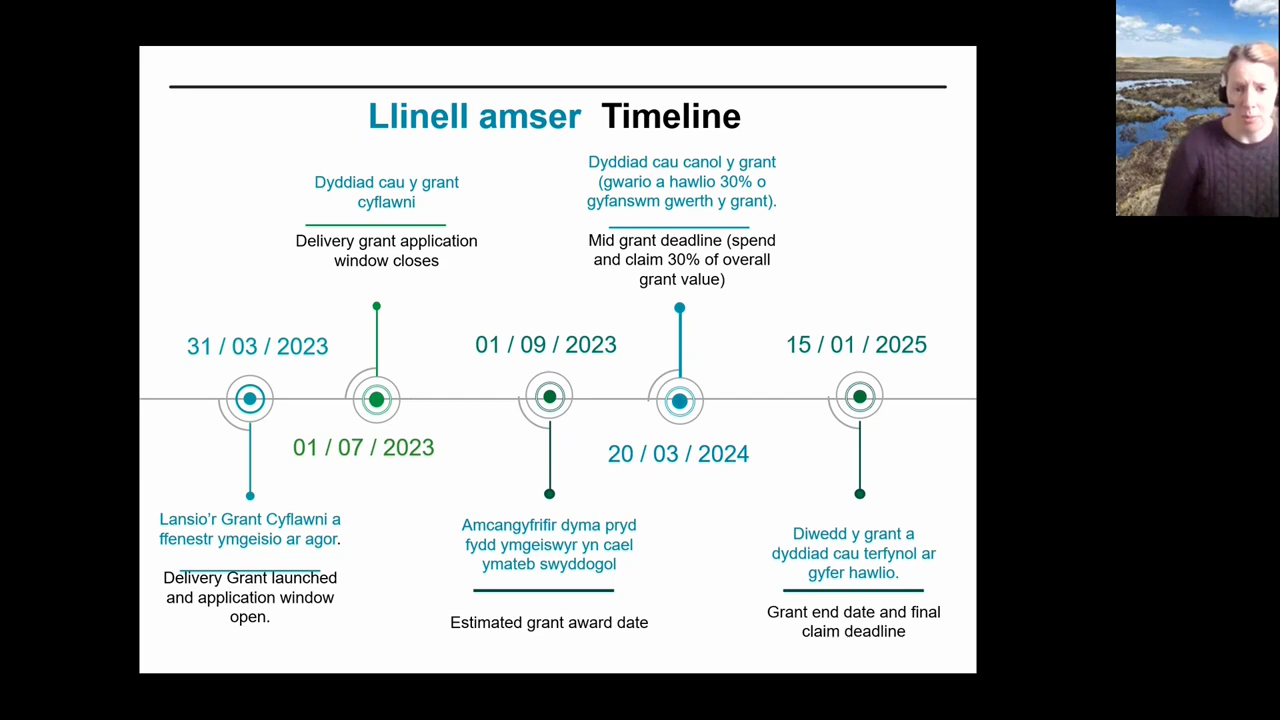 Llinell amser Timeline
Dyddiad cau y grant
cyflawni
Delivery grant application
window closes
Dyddiad cau canol y grant
(gwario a hawlio 30% o
gyfanswm gwerth y grant).
Mid grant deadline (spend
and claim 30% of overall
grant value)
31 / 03 / 2023
01 / 07 / 2023
01 / 09 / 2023
20 / 03 / 2024
15 / 01 / 2025
Lansio’r Grant Cyflawni a
ffenestr ymgeisio ar agor.
Delivery Grant launched
and application window
open.
Amcangyfrifir dyma pryd
fydd ymgeiswyr yn cael
ymateb swyddogol
Estimated grant award date
Diwedd y grant a
dyddiad cau terfynol ar
gyfer hawlio.
Grant end date and final
claim deadline